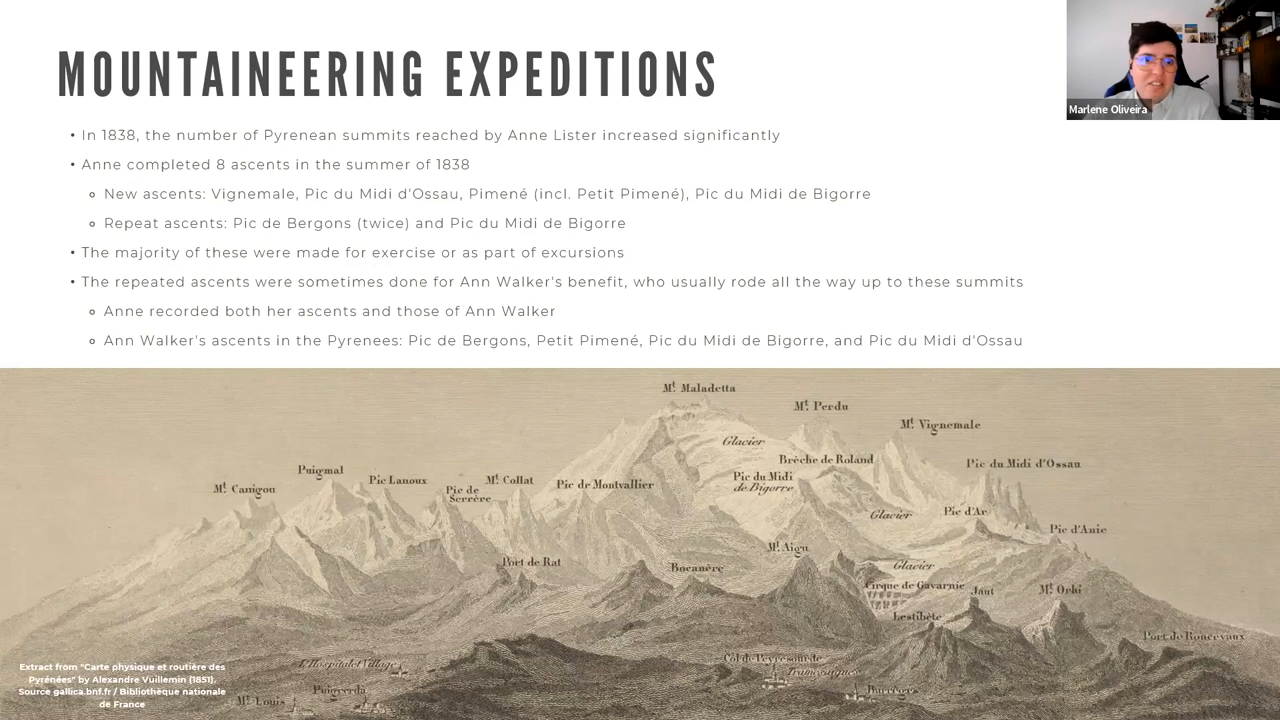 MOUNTAINEERING EXPEDITIONS
Marlene Oliveira
• In 1838, the number of Pyrenean summits reached by Anne Lister increased significantly
• Anne completed 8 ascents in the summer of 1838
New ascents: Vignemale, Pic du Midi d'Ossau, Pimené (incl. Petit Pimené), Pic du Midi de Bigorre
Repeat ascents: Pic de Bergons (twice) and Pic du Midi de Bigorre
• The majority of these were made for exercise or as part of excursions
• The repeated ascents were sometimes done for Ann Walker's benefit, who usually rode all the way up to these summits
Anne recorded both her ascents and those of Ann Walker
Ann Walker's ascents in the Pyrenees: Pic de Bergons, Petit Pimené, Pic du Midi de Bigorre, and Pic du Midi d'Ossau
Mt. Maladetta
Mt. Perdu
Mt. Vignemale
Glacier
Brèche de Roland
Pic du Midi d'Ossau
Puigmal
Pic Lanoux
Mt. Collat
Pic de Montvallier
Pic du Midi
de Bigorre
Mt. Canigou
Pic de
Serrère
Glacier
Pic d'Ar
Pic d'Anie
Mt. Aigu
Port de Rat
Bocanère
Glacier
Cirque de Gavarnie
Jaut
Mt. Orhi
Lestibète
Port de Roncevaux
L'Hospitalet Village
Col de Peyresourde
Puigcerda
Mt. Louis
Extract from "Carte physique et routière des
Pyrénées" by Alexandre Vuillemin (1851).
Source gallica.bnf.fr / Bibliothèque nationale
de France